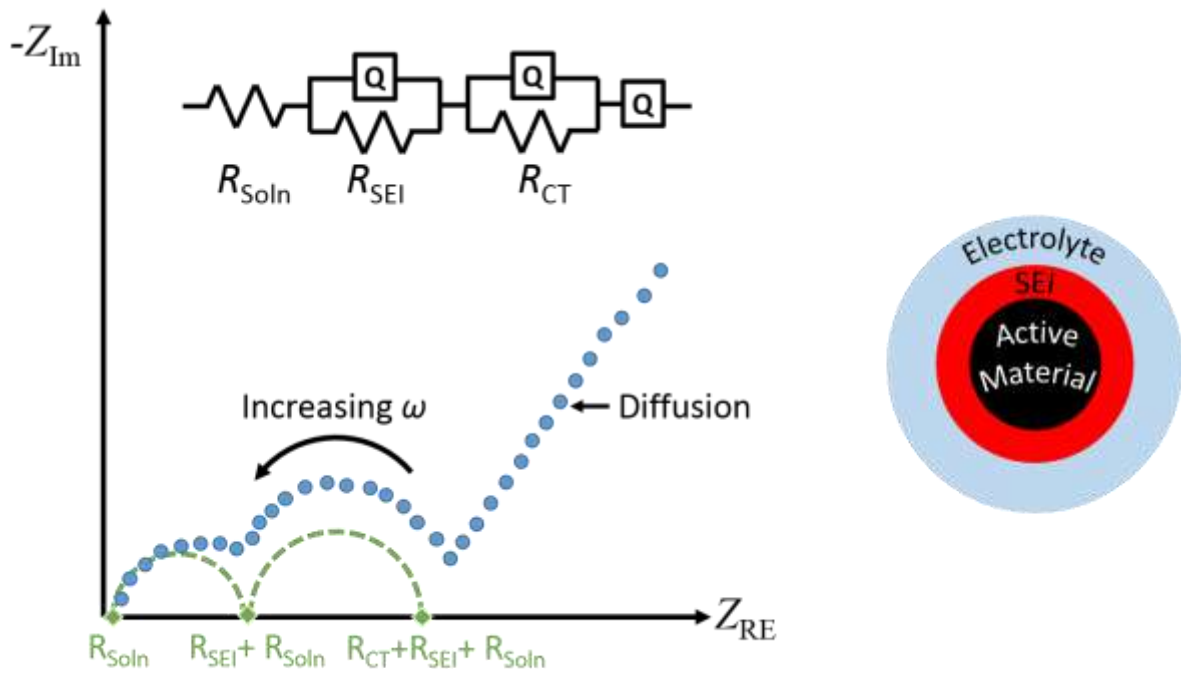 -Z_Im
Q
Q
Q
R_Soln
R_SEI
R_CT
Electrolyte
SEI
Active
Material
Increasing ω
Diffusion
Z_RE
R_Soln
R_SEI+ R_Soln
R_CT+R_SEI+ R_Soln